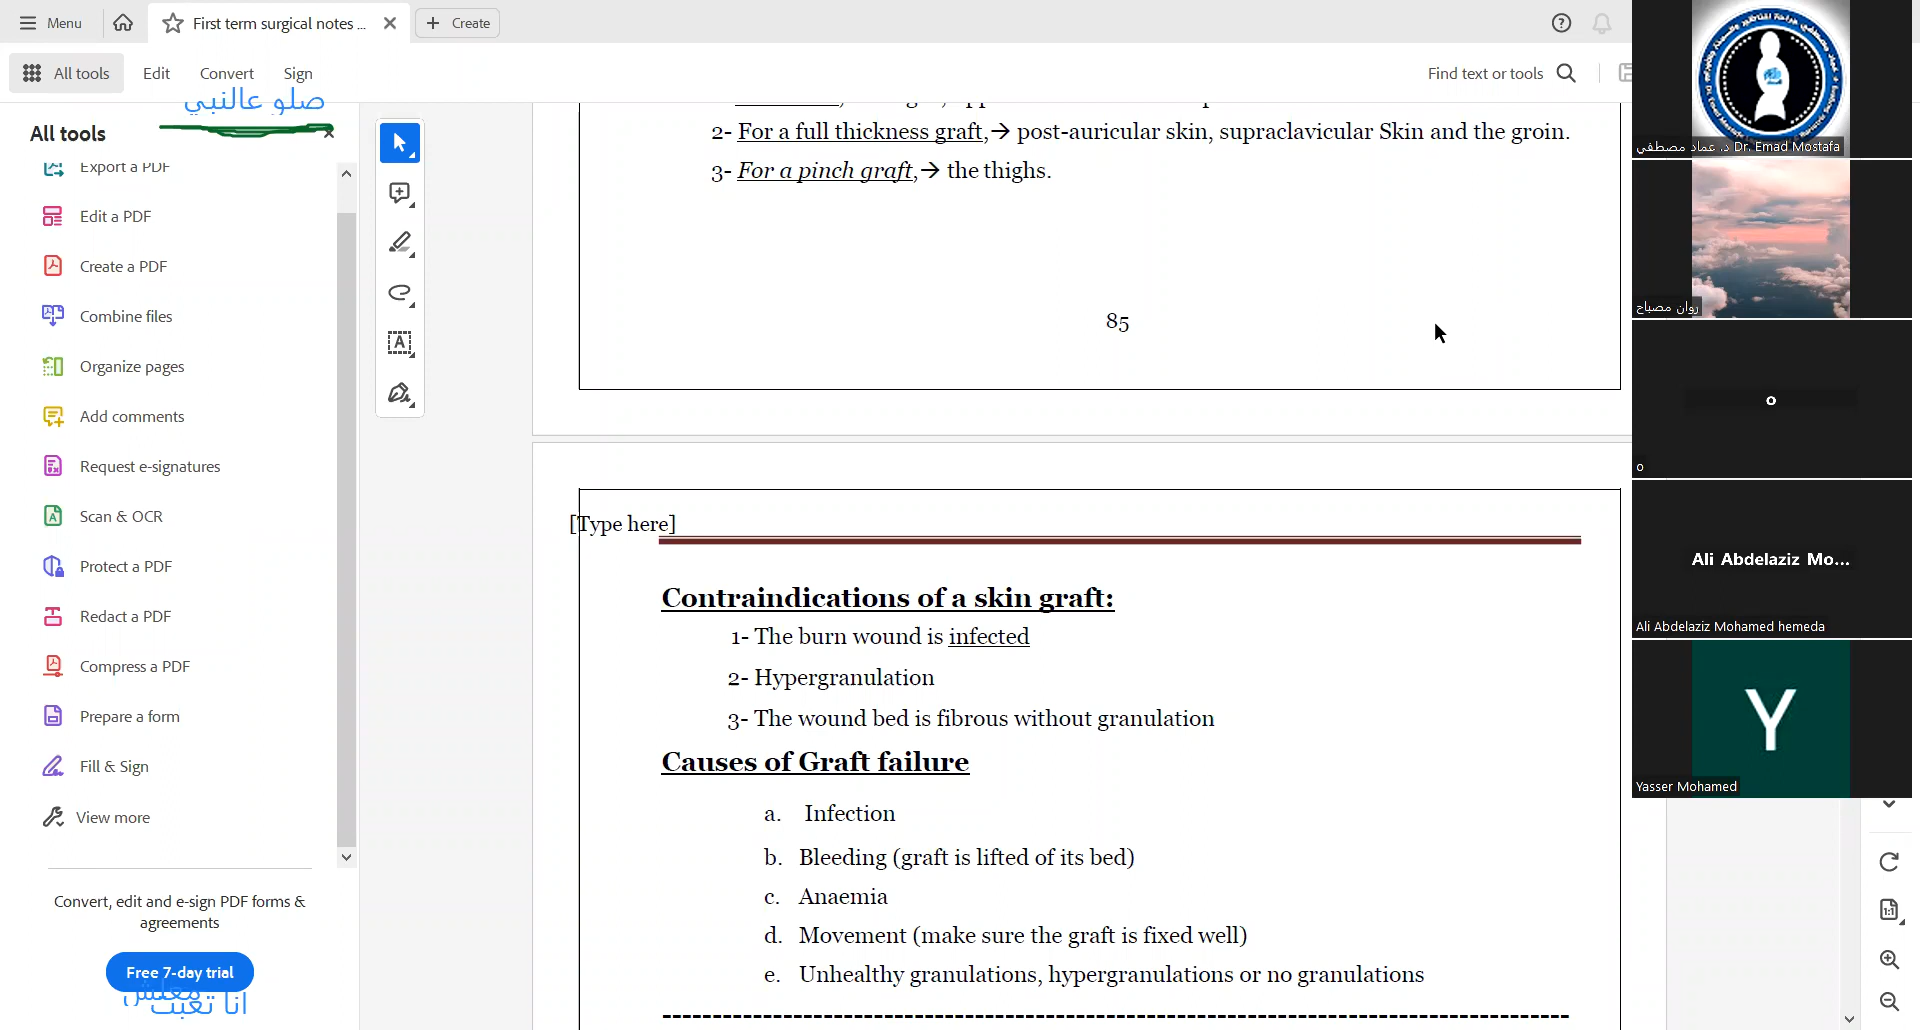 Menu
First term surgical notes ...
Create
All tools
Edit
Convert
Sign
Find text or tools
صلو عالنبي
All tools
Export a PDF
Edit a PDF
Create a PDF
Combine files
Organize pages
Add comments
Request e-signatures
Scan & OCR
Protect a PDF
Redact a PDF
Compress a PDF
Prepare a form
Fill & Sign
View more
Convert, edit and e-sign PDF forms &
agreements
Free 7-day trial
معلش
انا تعبت
2- For a full thickness graft,→ post-auricular skin, supraclavicular Skin and the groin.
3- For a pinch graft,→ the thighs.
85
[Type here]
Contraindications of a skin graft:
1- The burn wound is infected
2- Hypergranulation
3- The wound bed is fibrous without granulation
Causes of Graft failure
a. Infection
b. Bleeding (graft is lifted of its bed)
c. Anaemia
d. Movement (make sure the graft is fixed well)
e. Unhealthy granulations, hypergranulations or no granulations
د. عماد مصطفي Dr. Emad Mostafa
روان مصباح
o
o
Ali Abdelaziz Mo...
Ali Abdelaziz Mohamed hemeda
Y
Yasser Mohamed
1:1